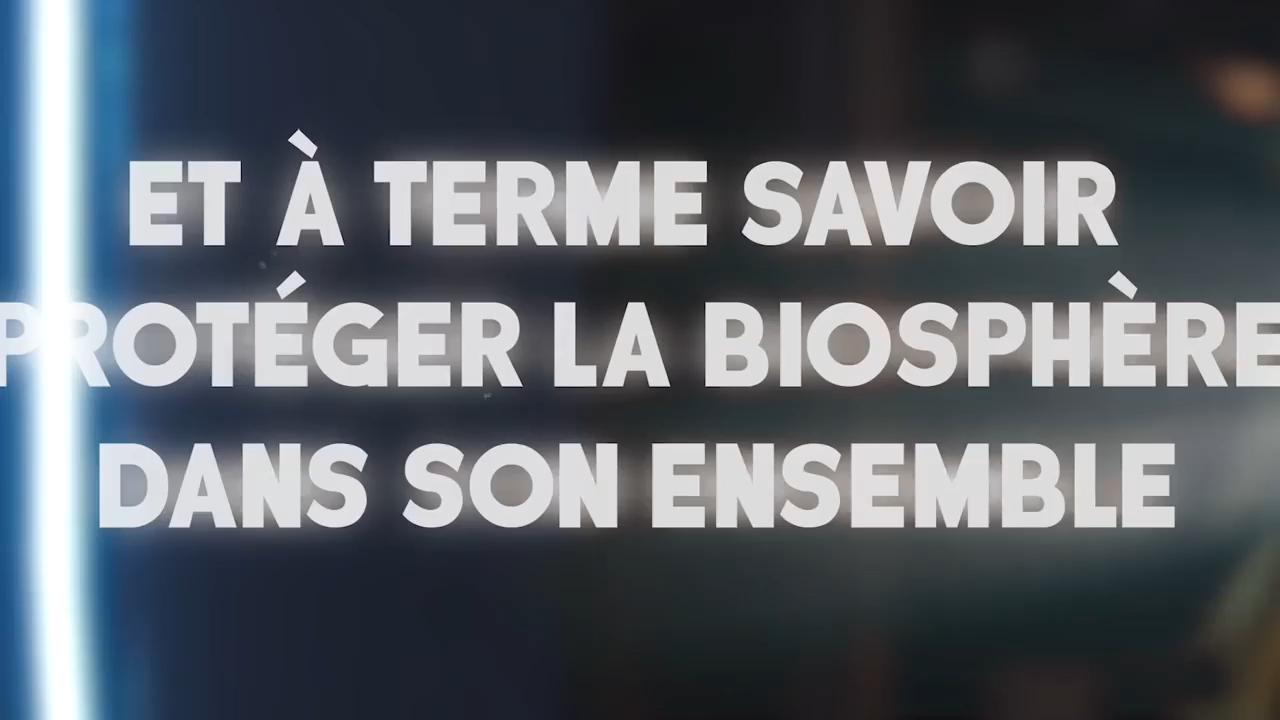 ET À TERME SAVOIR
PROTÉGER LA BIOSPHÈRE
DANS SON ENSEMBLE